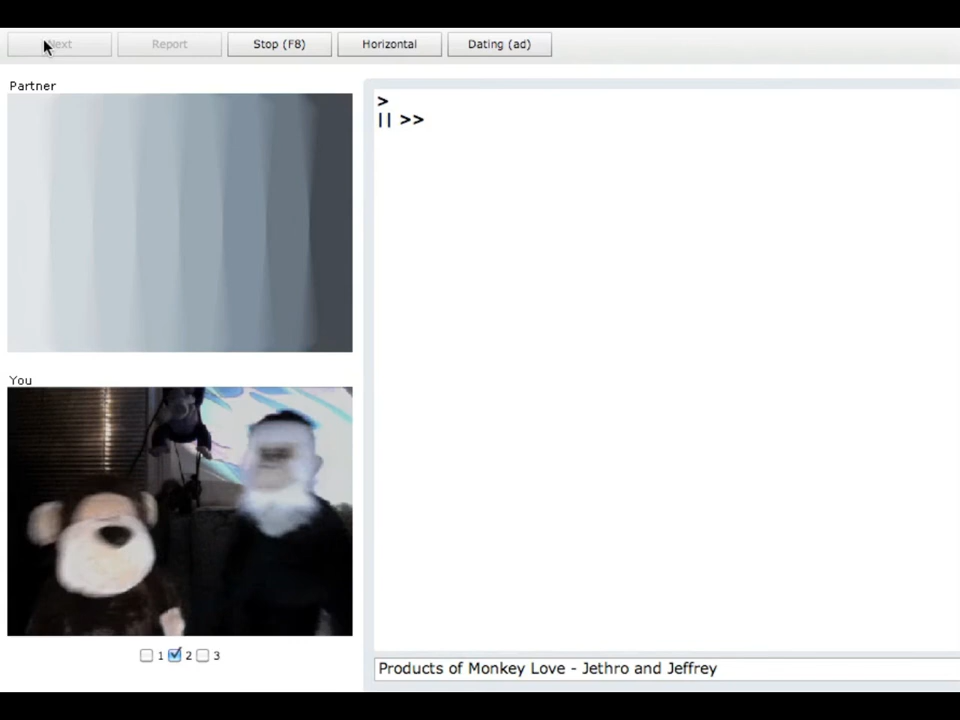 Next Report Stop (F8) Horizontal Dating (ad)
Partner
>
|| >>
You
1 2 3
Products of Monkey Love - Jethro and Jeffrey